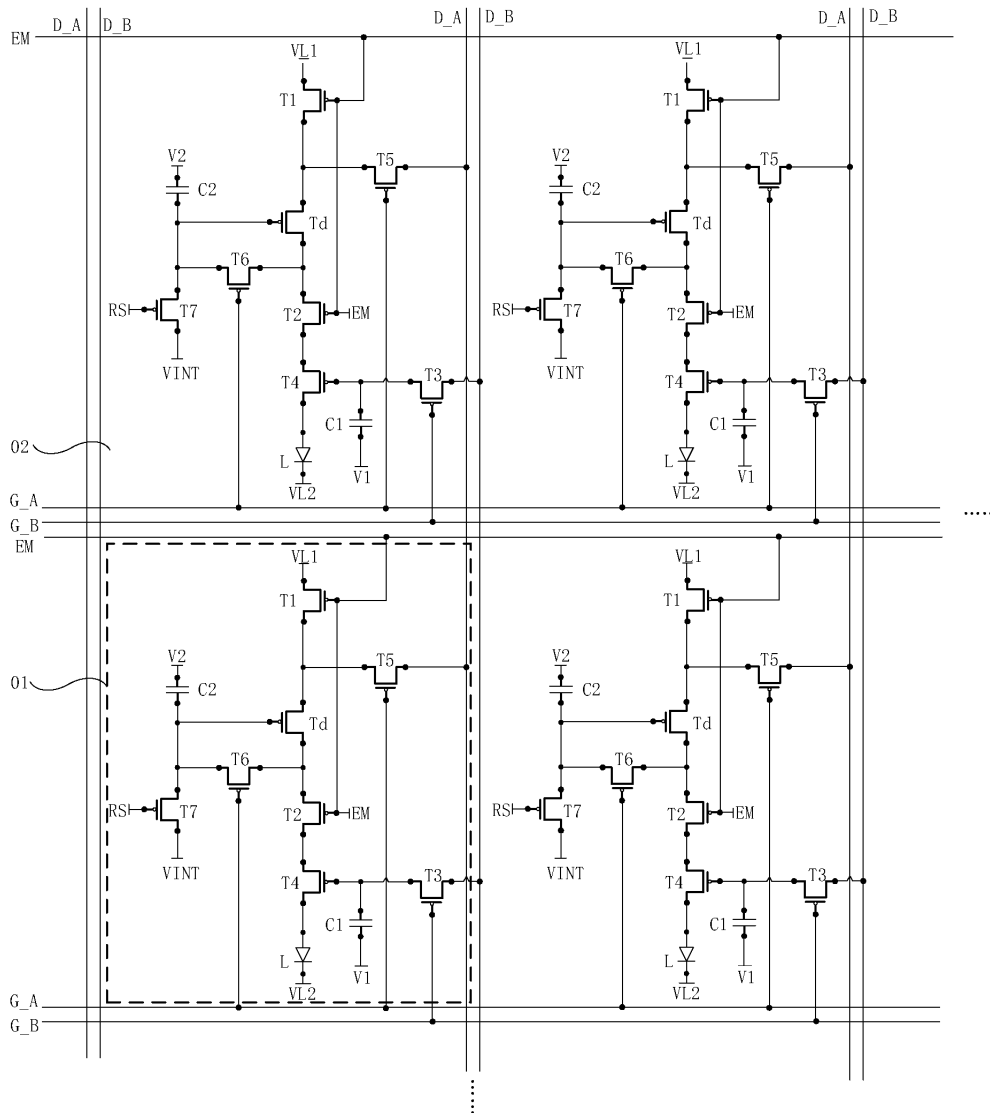 D_A D_B D_A D_B D_A D_B
EM
VL1 VL1
T1 T1
V2 T5 V2 T5
C2 C2
Td Td
T6 T6
RS T7 T2 EM RS T7 T2 EM
VINT T4 T3 VINT T4 T3
C1 C1
02 L V1 L V1
VL2 VL2
G_A
G_B
......
EM
VL1 VL1
T1 T1
V2 T5 V2 T5
01 C2 C2
Td Td
T6 T6
RS T7 T2 EM RS T7 T2 EM
VINT T4 T3 VINT T4 T3
C1 C1
L V1 L V1
VL2 VL2
G_A
G_B
......